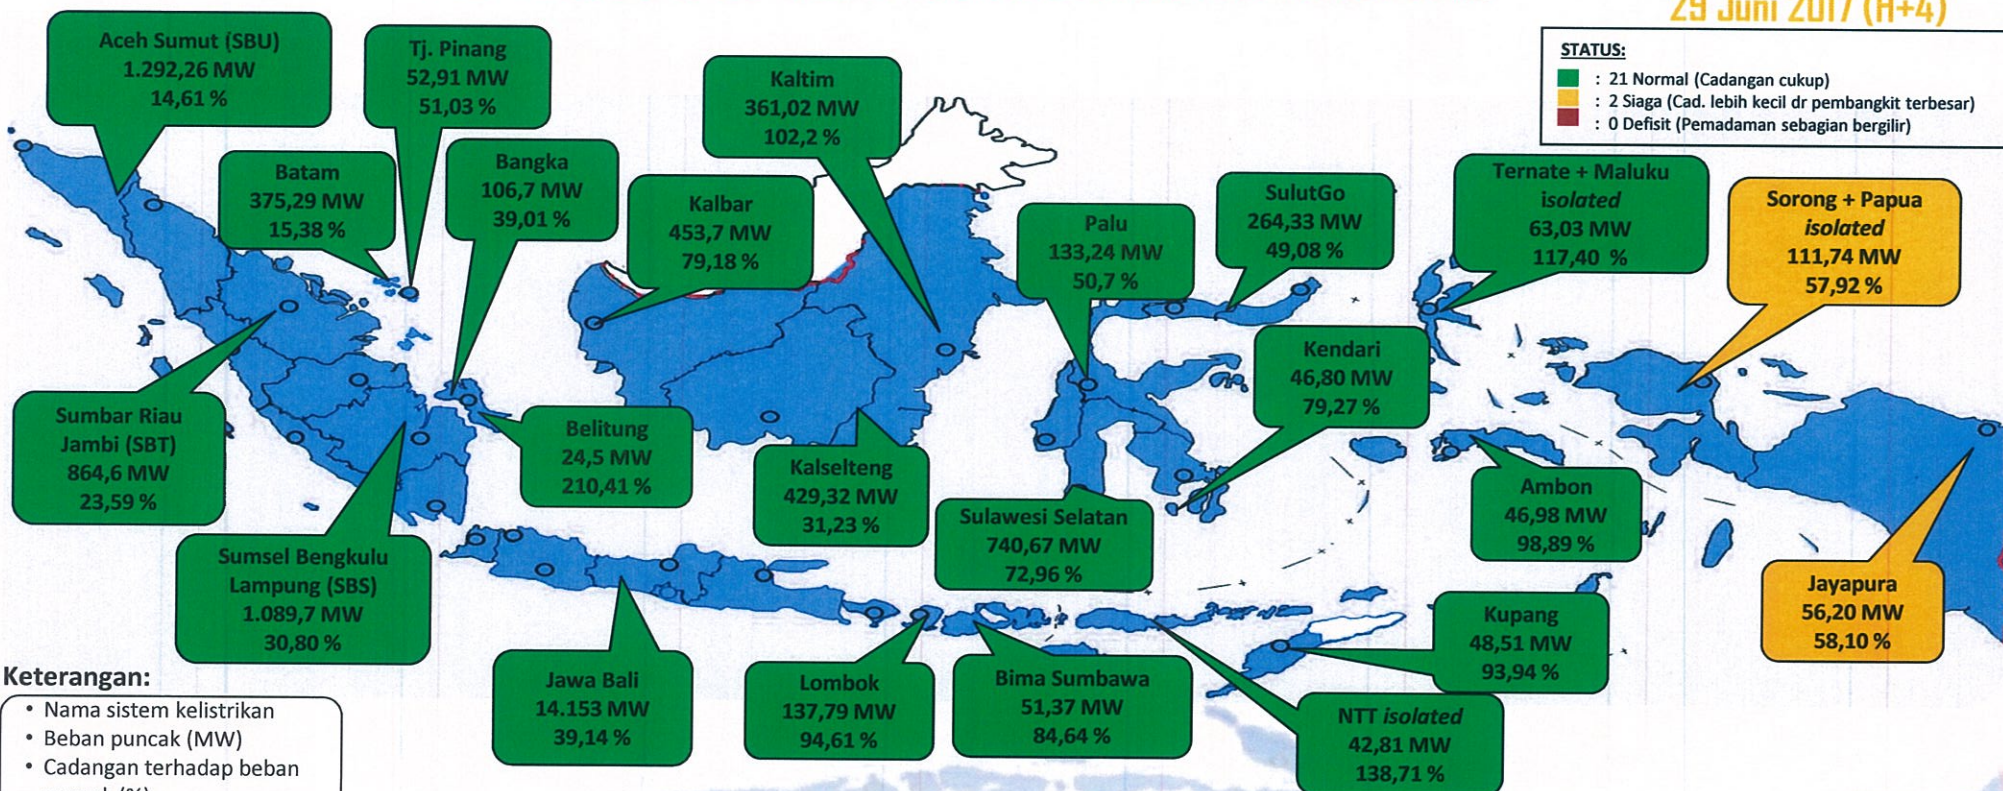 29 Juni 2017 (H+4)
STATUS:
: 21 Normal (Cadangan cukup)
: 2 Siaga (Cad. lebih kecil dr pembangkit terbesar)
: 0 Defisit (Pemadaman sebagian bergilir)
Aceh Sumut (SBU)
1.292,26 MW
14,61 %
Tj. Pinang
52,91 MW
51,03 %
Kaltim
361,02 MW
102,2 %
Batam
375,29 MW
15,38 %
Bangka
106,7 MW
39,01 %
Kalbar
453,7 MW
79,18 %
Palu
133,24 MW
50,7 %
SulutGo
264,33 MW
49,08 %
Ternate + Maluku
isolated
63,03 MW
117,40 %
Sorong + Papua
isolated
111,74 MW
57,92 %
Kendari
46,80 MW
79,27 %
Sumbar Riau
Jambi (SBT)
864,6 MW
23,59 %
Belitung
24,5 MW
210,41 %
Kalselteng
429,32 MW
31,23 %
Sulawesi Selatan
740,67 MW
72,96 %
Ambon
46,98 MW
98,89 %
Sumsel Bengkulu
Lampung (SBS)
1.089,7 MW
30,80 %
Jayapura
56,20 MW
58,10 %
Kupang
48,51 MW
93,94 %
Jawa Bali
14.153 MW
39,14 %
Lombok
137,79 MW
94,61 %
Bima Sumbawa
51,37 MW
84,64 %
NTT isolated
42,81 MW
138,71 %
Keterangan:
• Nama sistem kelistrikan
• Beban puncak (MW)
• Cadangan terhadap beban